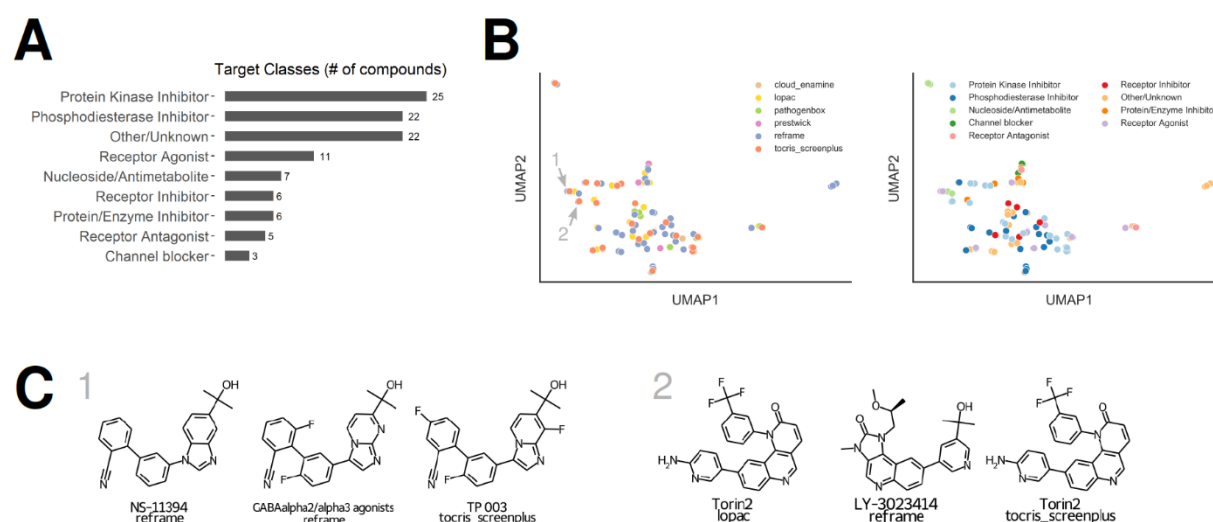 A
Target Classes (# of compounds)
Protein Kinase Inhibitor 25
Phosphodiesterase Inhibitor 22
Other/Unknown 22
Receptor Agonist 11
Nucleoside/Antimetabolite 7
Receptor Inhibitor 6
Protein/Enzyme Inhibitor 6
Receptor Antagonist 5
Channel blocker 3
B
UMAP2
UMAP1
cloud_enamine
lopac
pathogenbox
prestwick
reframe
tocris_screenplus
1
2
UMAP2
UMAP1
Protein Kinase Inhibitor
Phosphodiesterase Inhibitor
Nucleoside/Antimetabolite
Channel blocker
Receptor Antagonist
Receptor Inhibitor
Other/Unknown
Protein/Enzyme Inhibito
Receptor Agonist
C
1
OH
N
N
N
NS-11394
reframe
OH
F
N
N
F
N
GABAalpha2/alpha3 agonists
reframe
OH
F
F
N
N
F
N
TP 003
tocris_screenplus
2
F
F
F
O
N
H₂N
N
N
Torin2
lopac
O
O
N
N
OH
N
N
LY-3023414
reframe
F
F
F
O
N
H₂N
N
N
Torin2
tocris_screenplus